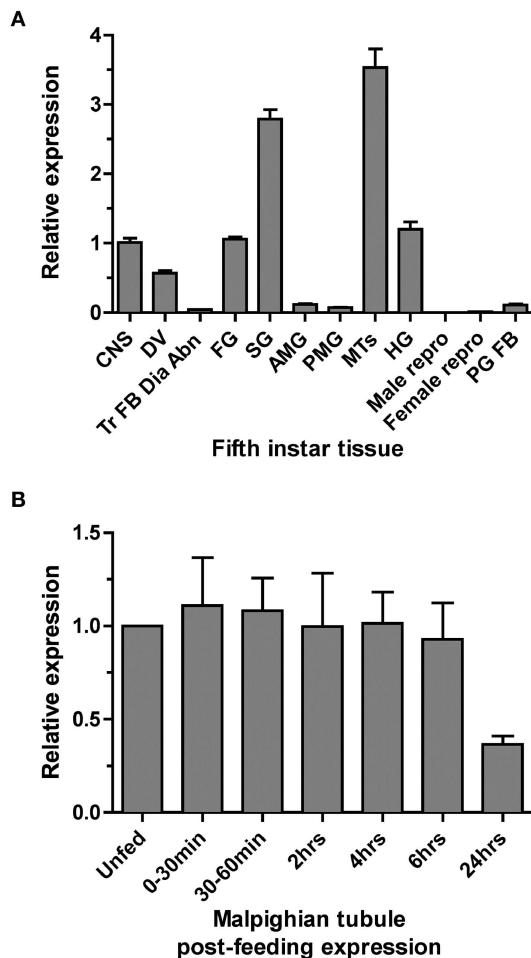 A
Relative expression
4
3
2
1
0
CNS
DV
Tr FB Dia Abn
FG
SG
AMG
PMG
MTs
HG
Male repro
Female repro
PG FB
Fifth instar tissue
B
Relative expression
1.5
1.0
0.5
0.0
Unfed
0-30min
30-60min
2hrs
4hrs
6hrs
24hrs
Malpighian tubule
post-feeding expression